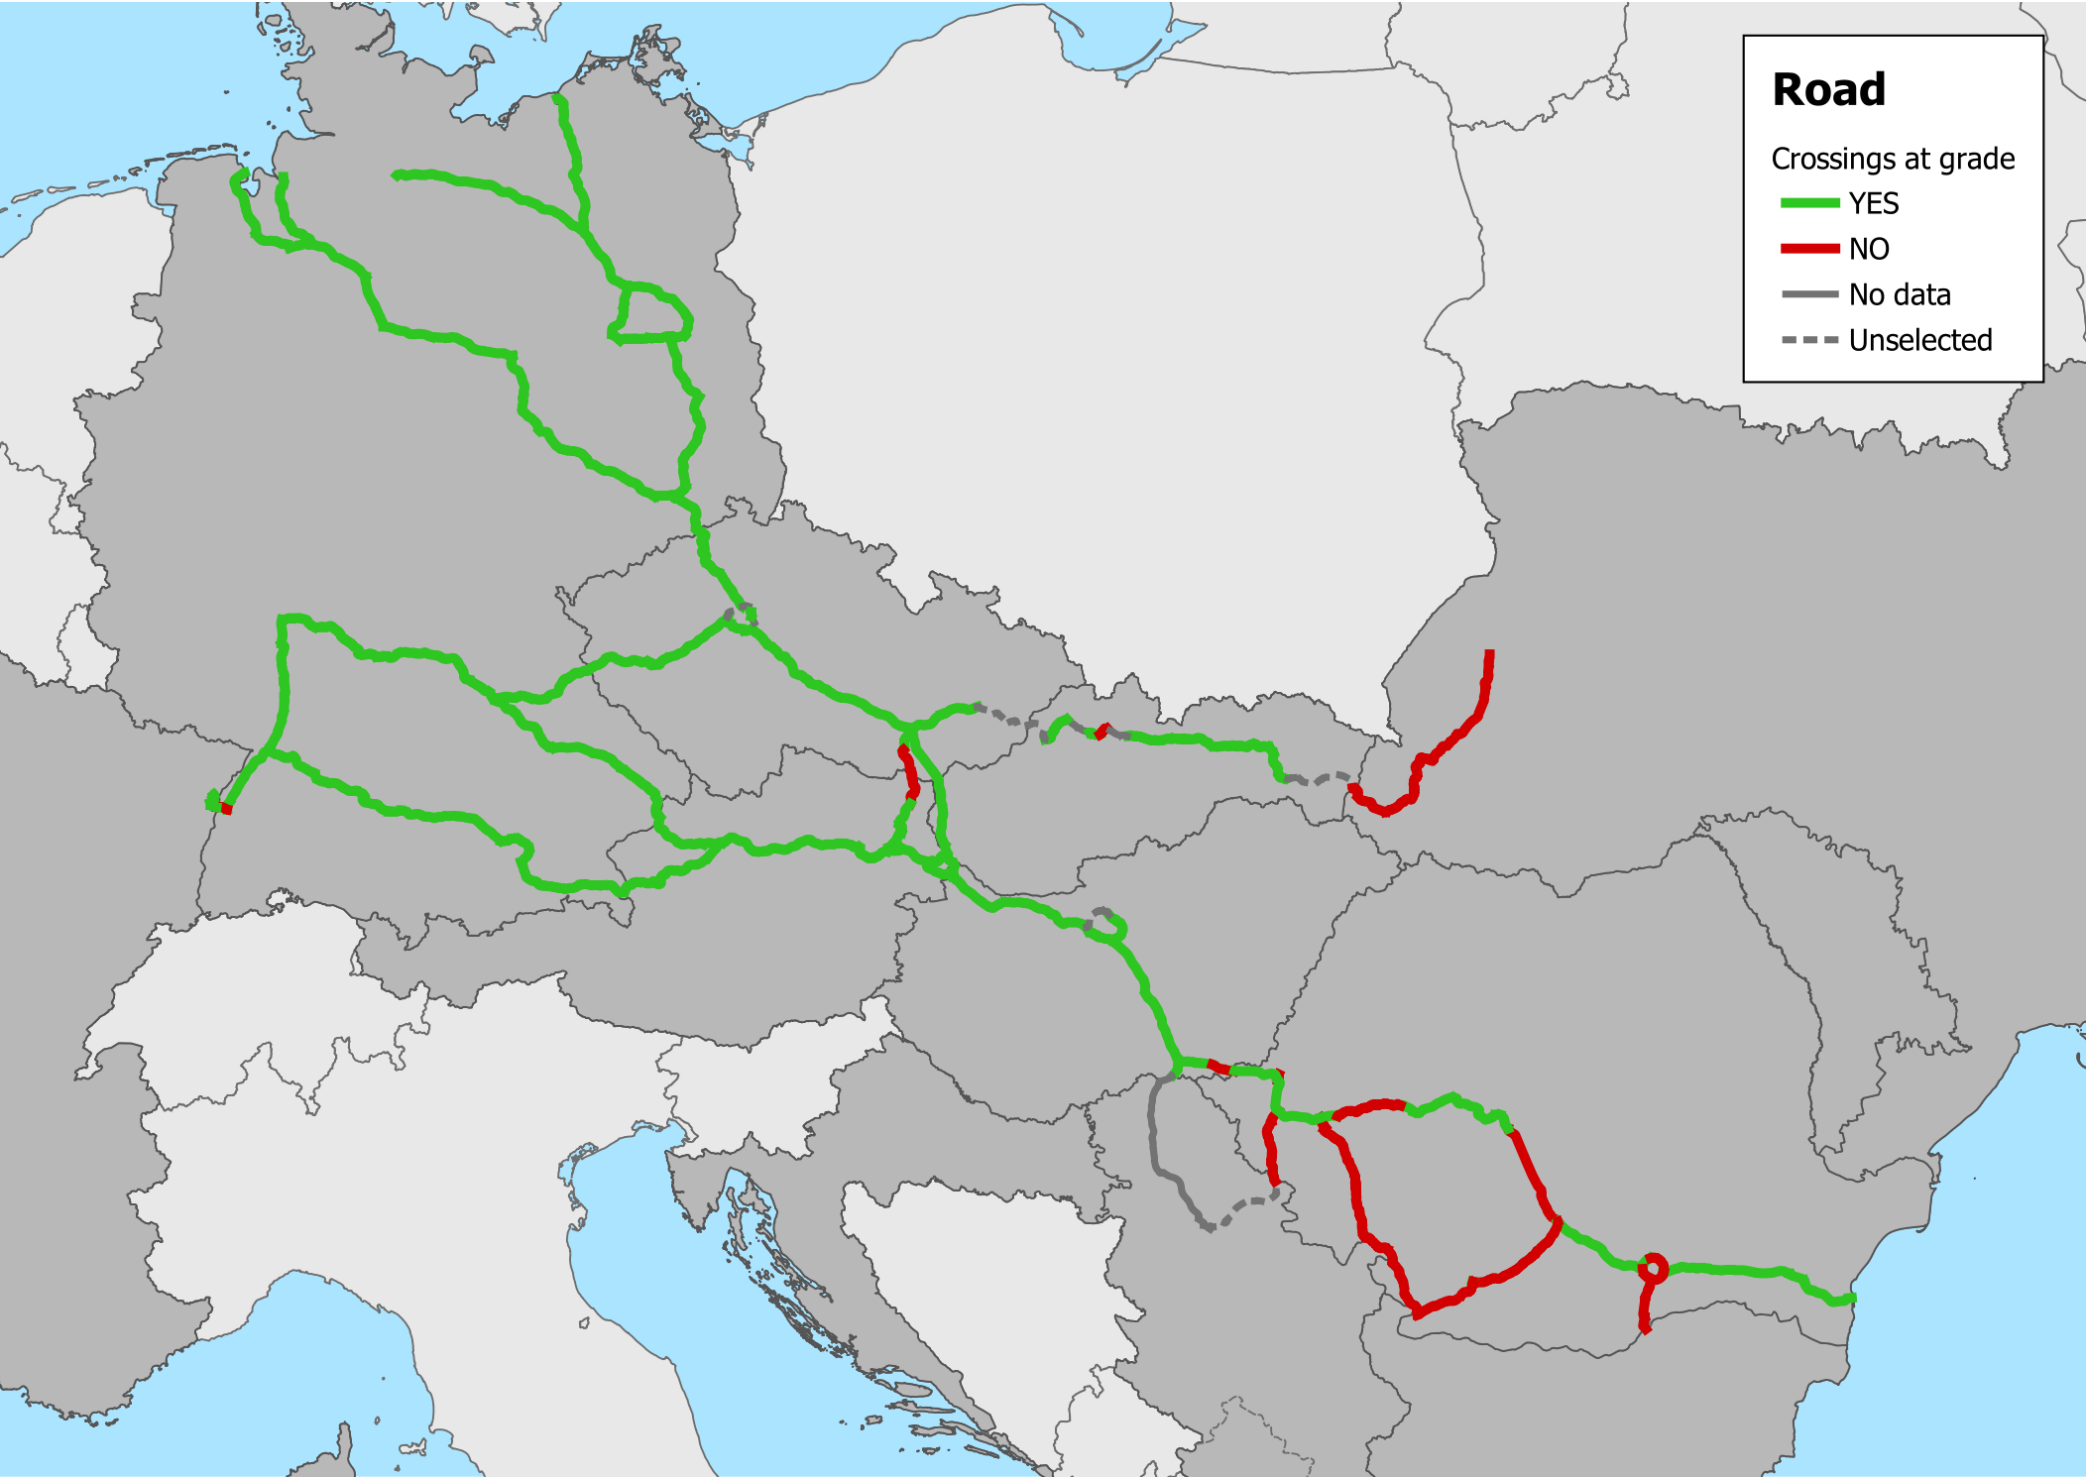 Road
Crossings at grade
YES
NO
No data
Unselected